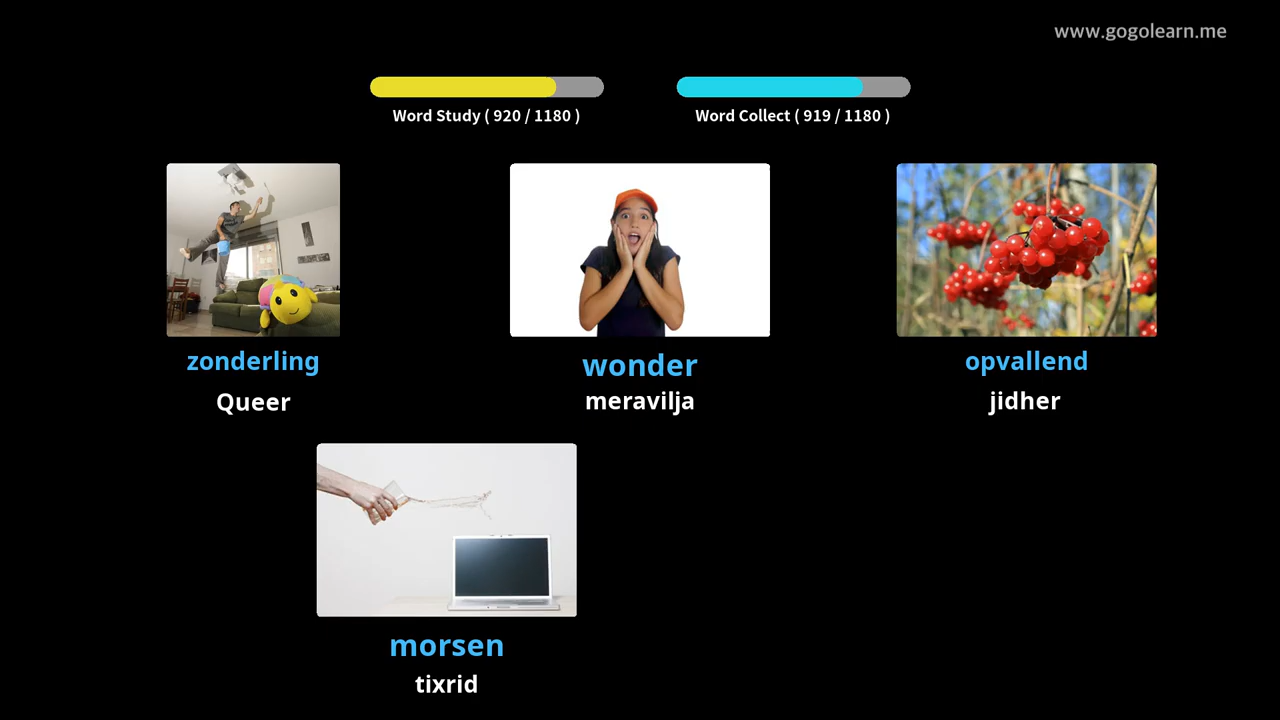 www.gogolearn.me
Word Study ( 920 / 1180 )
Word Collect ( 919 / 1180 )
zonderling
Queer
wonder
meravilja
opvallend
jidher
morsen
tixrid